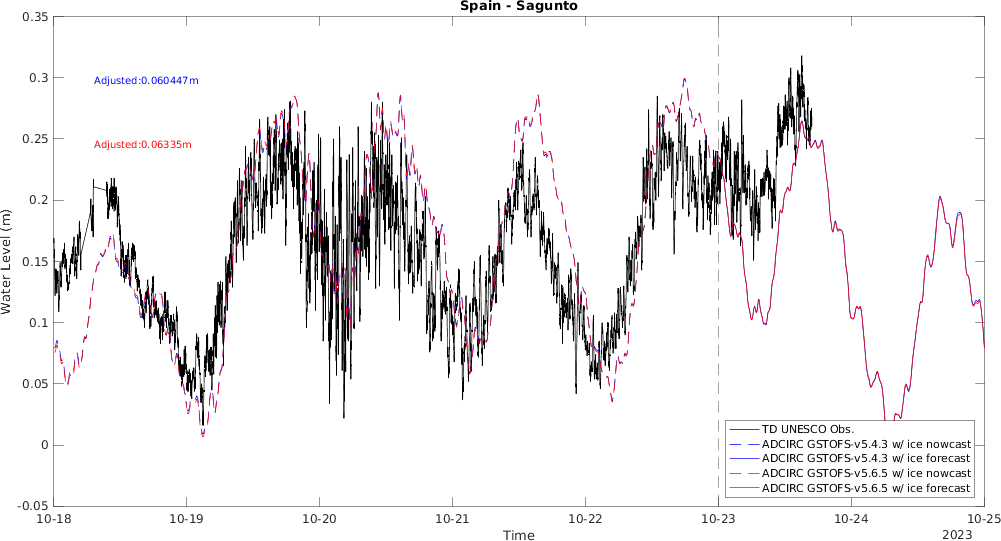 Spain - Sagunto
0.35
0.3
0.25
0.2
0.15
0.1
0.05
0
-0.05
Water Level (m)
Adjusted:0.060447m
Adjusted:0.06335m
TD UNESCO Obs.
ADCIRC GSTOFS-v5.4.3 w/ ice nowcast
ADCIRC GSTOFS-v5.4.3 w/ ice forecast
ADCIRC GSTOFS-v5.6.5 w/ ice nowcast
ADCIRC GSTOFS-v5.6.5 w/ ice forecast
10-18 10-19 10-20 10-21 10-22 10-23 10-24 10-25
Time
2023